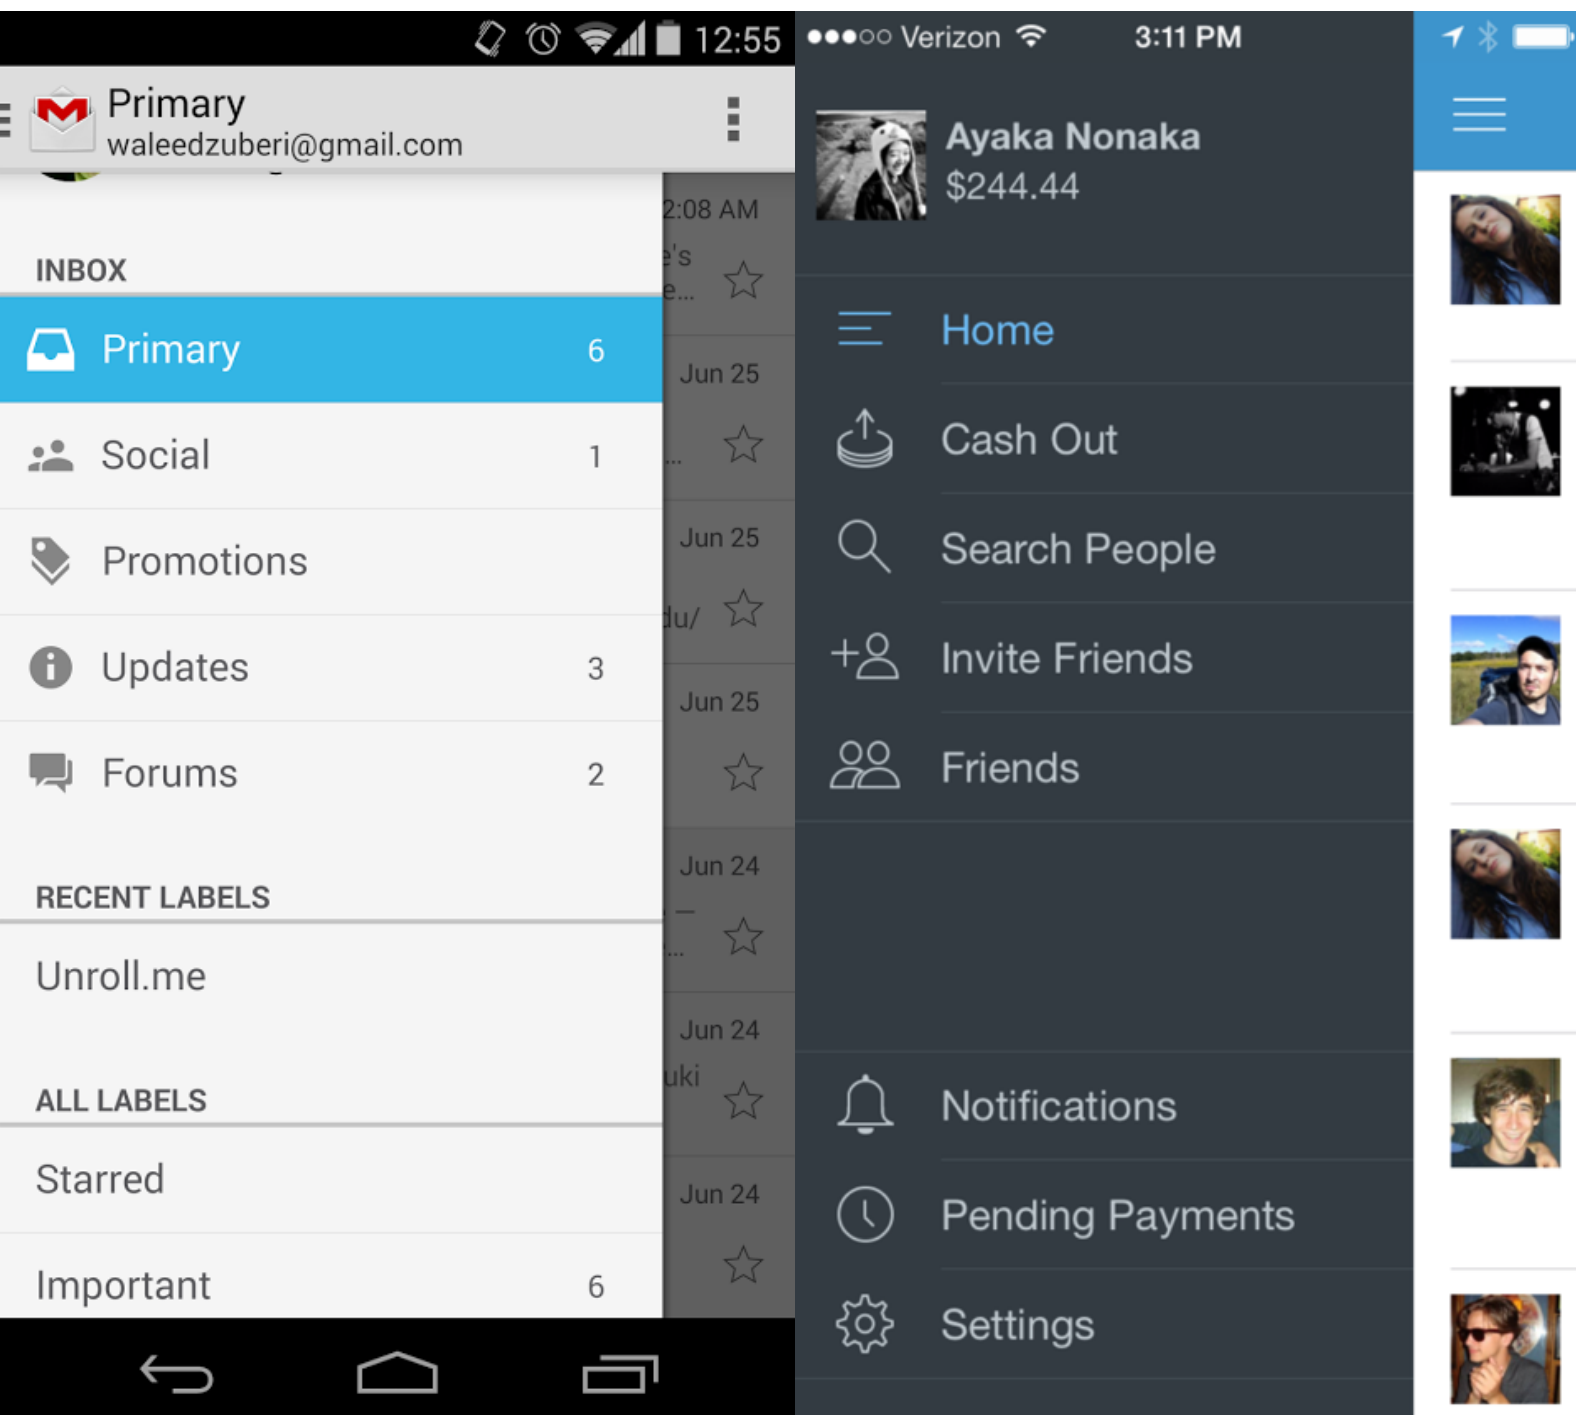 12:55
Primary
waleedzuberi@gmail.com
INBOX
Primary 6
Social 1
Promotions
Updates 3
Forums 2
RECENT LABELS
Unroll.me
ALL LABELS
Starred
Important 6
2:08 AM
e's
e...
Jun 25
...
Jun 25
du/
Jun 25
Jun 24
—
...
Jun 24
uki
Jun 24
Verizon 3:11 PM
Ayaka Nonaka
$244.44
Home
Cash Out
Search People
Invite Friends
Friends
Notifications
Pending Payments
Settings